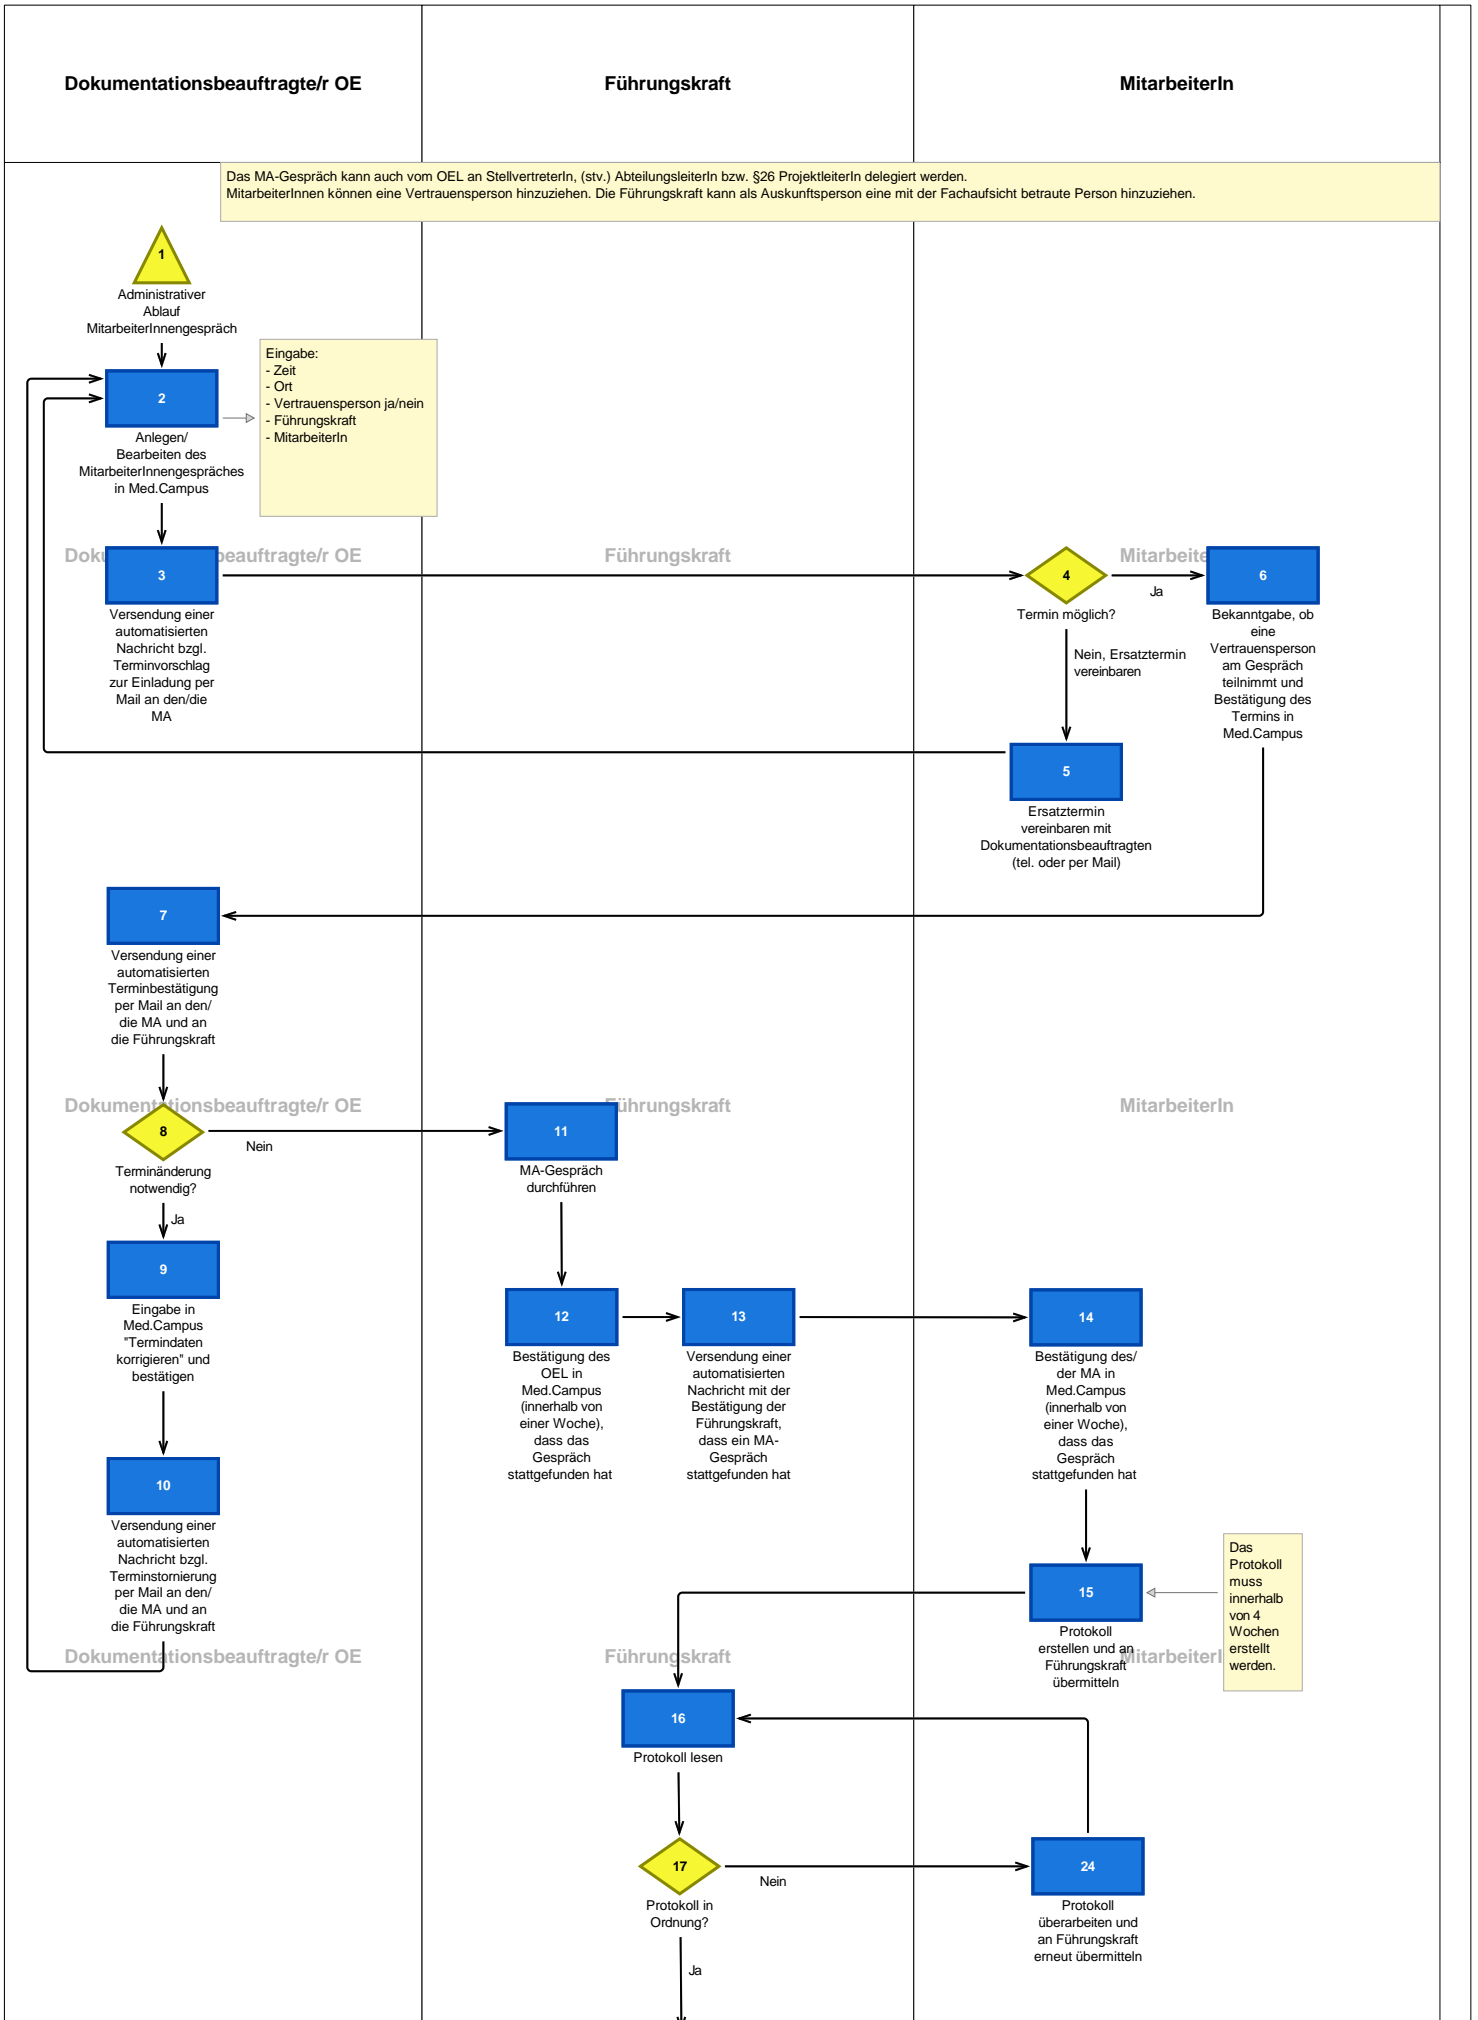 Dokumentationsbeauftragte/r OE
Führungskraft
MitarbeiterIn
Das MA-Gespräch kann auch vom OEL an StellvertreterIn, (stv.) AbteilungsleiterIn bzw. §26 ProjektleiterIn delegiert werden.
MitarbeiterInnen können eine Vertrauensperson hinzuziehen. Die Führungskraft kann als Auskunftsperson eine mit der Fachaufsicht betraute Person hinzuziehen.
1
Administrativer
Ablauf
MitarbeiterInnengespräch
2
Anlegen/
Bearbeiten des
MitarbeiterInnengespräches
in Med.Campus
Eingabe:
- Zeit
- Ort
- Vertrauensperson ja/nein
- Führungskraft
- MitarbeiterIn
Führungskraft
3
Versendung einer
automatisierten
Nachricht bzgl.
Terminvorschlag
zur Einladung per
Mail an den/die
MA
4
Termin möglich?
Ja
Nein, Ersatztermin
vereinbaren
6
Bekanntgabe, ob
eine
Vertrauensperson
am Gespräch
teilnimmt und
Bestätigung des
Termins in
Med.Campus
5
Ersatztermin
vereinbaren mit
Dokumentationsbeauftragten
(tel. oder per Mail)
7
Versendung einer
automatisierten
Terminbestätigung
per Mail an den/
die MA und an
die Führungskraft
Dokumentationsbeauftragte/r OE
Führungskraft
MitarbeiterIn
8
Terminänderung
notwendig?
Nein
Ja
11
MA-Gespräch
durchführen
9
Eingabe in
Med.Campus
"Termindaten
korrigieren" und
bestätigen
12
Bestätigung des
OEL in
Med.Campus
(innerhalb von
einer Woche),
dass das
Gespräch
stattgefunden hat
13
Versendung einer
automatisierten
Nachricht mit der
Bestätigung der
Führungskraft,
dass ein MA-
Gespräch
stattgefunden hat
14
Bestätigung des/
der MA in
Med.Campus
(innerhalb von
einer Woche),
dass das
Gespräch
stattgefunden hat
10
Versendung einer
automatisierten
Nachricht bzgl.
Terminstornierung
per Mail an den/
die MA und an
die Führungskraft
15
Protokoll
erstellen und an
Führungskraft
übermitteln
Das
Protokoll
muss
innerhalb
von 4
Wochen
erstellt
werden.
Dokumentationsbeauftragte/r OE
Führungskraft
16
Protokoll lesen
17
Protokoll in
Ordnung?
Nein
Ja
24
Protokoll
überarbeiten und
an Führungskraft
erneut übermitteln